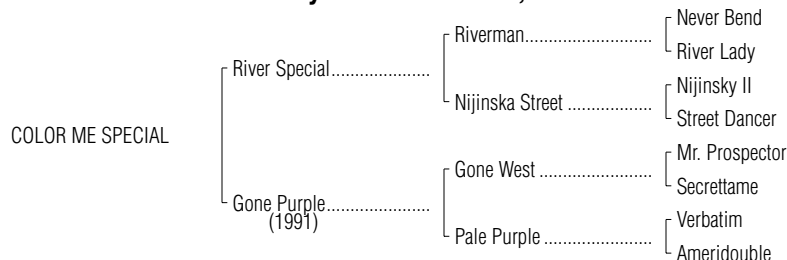 Never Bend
Riverman....................
River Lady
River Special.....................
Nijinsky II
Nijinska Street ..................
Street Dancer
COLOR ME SPECIAL
Mr. Prospector
Gone West ........................
Secrettame
Gone Purple......................
(1991)
Verbatim
Pale Purple .......................
Ameridouble